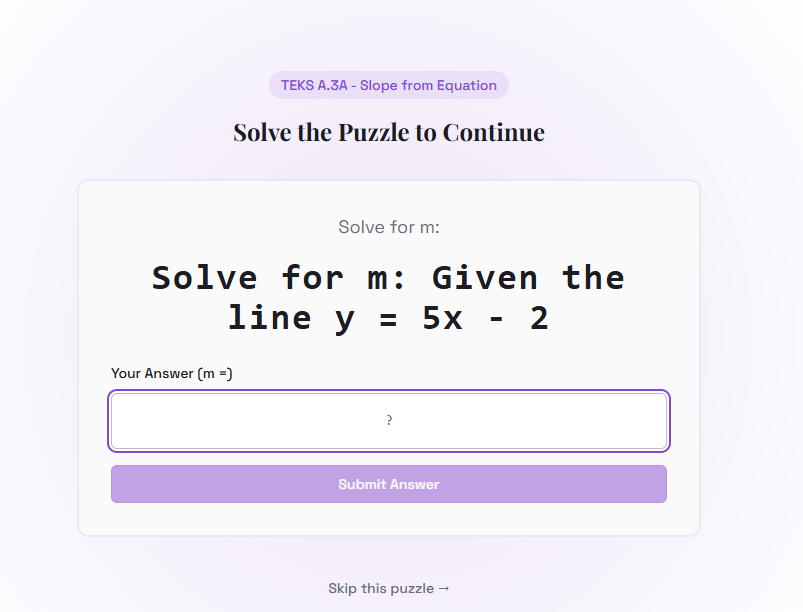 TEKS A.3A - Slope from Equation
Solve the Puzzle to Continue
Solve for m:
Solve for m: Given the
line y = 5x - 2
Your Answer (m =)
?
Submit Answer
Skip this puzzle →